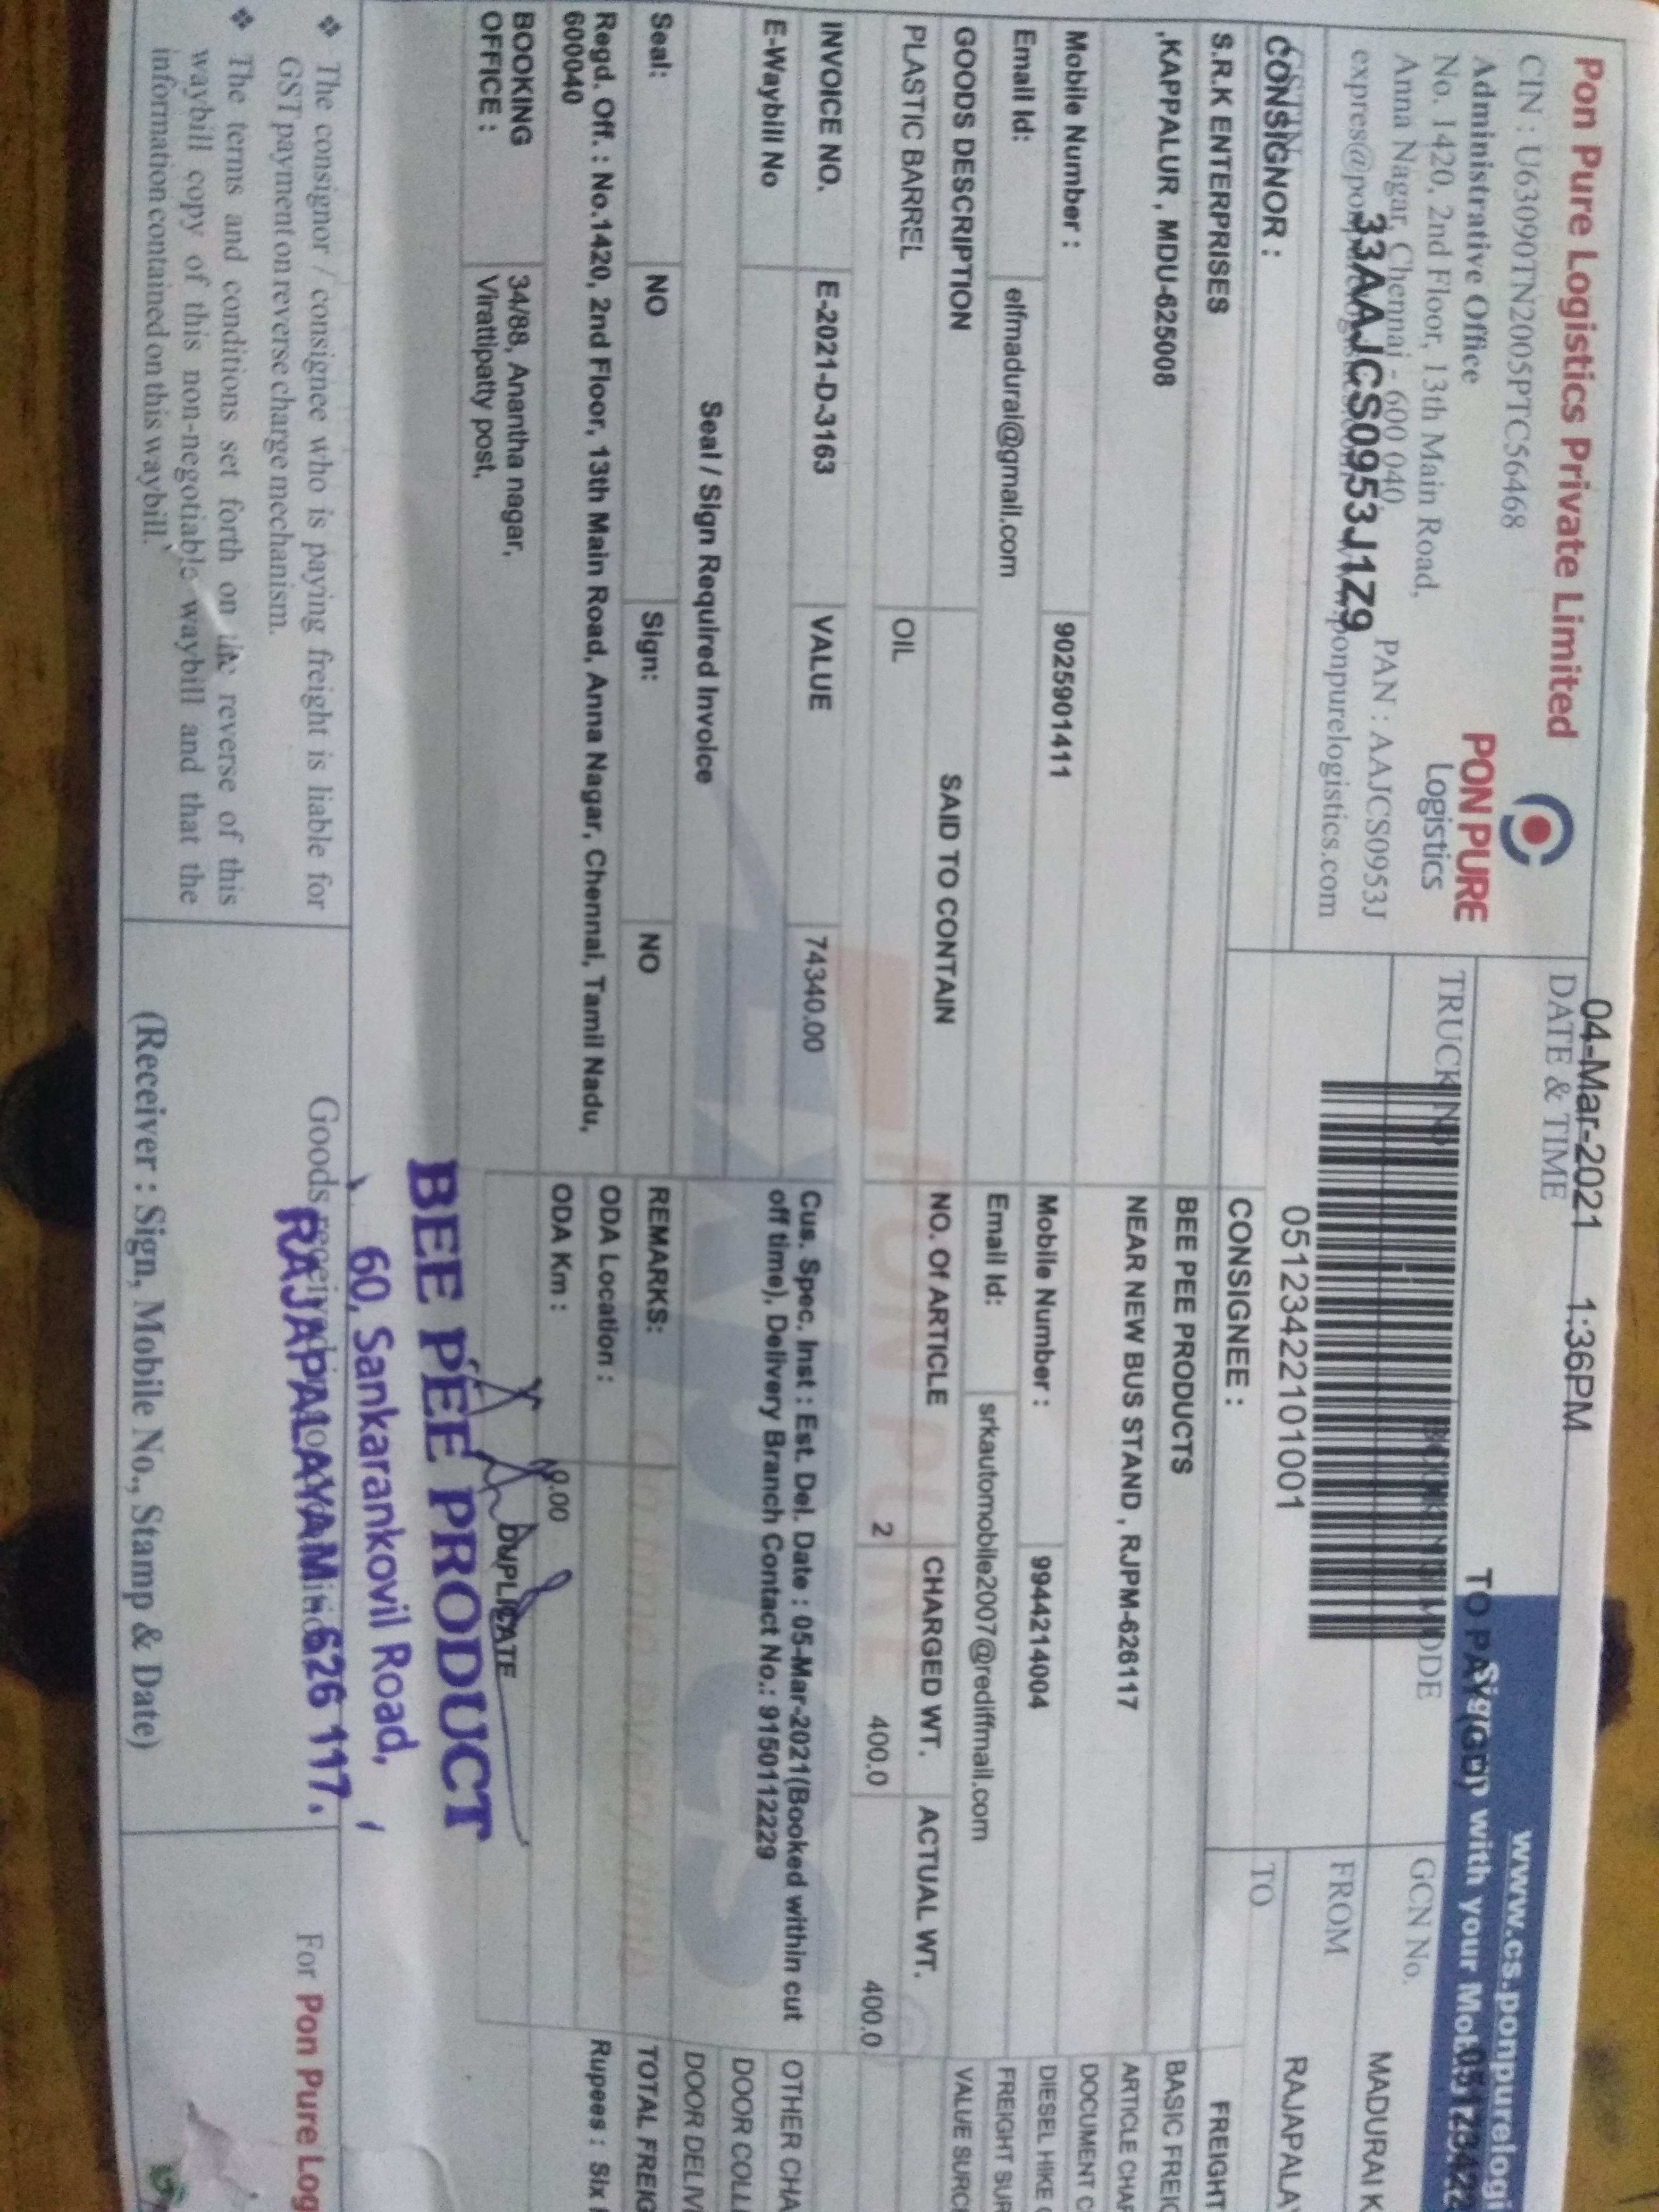 Pon Pure Logistics Private Limited
CIN : U63090TN2005PTC56468
Administrative Office
No. 1420, 2nd Floor, 13th Main Road,
Anna Nagar, Chennai - 600 040
PAN : AAJCS0953J
33AAJCS0953J1Z9
PON PURE
Logistics
04-Mar-2021 1:36PM
DATE & TIME
TRUCK
05123422101001
TO PAY
with your Mob.
www.cs.ponpurelogi
GCN No.
FROM MADURAI K
TO RAJAPALA
CONSIGNOR :
S.R.K ENTERPRISES
,KAPPALUR , MDU-625008
Mobile Number : 9025901411
Email Id: elfmadurai@gmail.com
CONSIGNEE :
BEE PEE PRODUCTS
NEAR NEW BUS STAND , RJPM-626117
Mobile Number : 9944214004
Email Id: srkautomobile2007@rediffmail.com
GOODS DESCRIPTION SAID TO CONTAIN NO. Of ARTICLE CHARGED WT. ACTUAL WT.
PLASTIC BARREL OIL 2 400.0 400.0
INVOICE NO. E-2021-D-3163 VALUE 74340.00
E-Waybill No
Cus. Spec. Inst : Est. Del. Date : 05-Mar-2021(Booked within cut
off time), Delivery Branch Contact No.: 9150112229
Seal / Sign Required Invoice
Seal: NO Sign: NO
REMARKS:
Regd. Off. : No.1420, 2nd Floor, 13th Main Road, Anna Nagar, Chennai, Tamil Nadu,
600040
ODA Location :
ODA Km :
BOOKING
OFFICE :
34/88, Anantha nagar,
Virattipatty post,
DUPLICATE
FREIGHT
BASIC FREIG
ARTICLE CHAR
DOCUMENT C
DIESEL HIKE
FREIGHT SUR
VALUE SURC
OTHER CHA
DOOR COLL
DOOR DELIV
TOTAL FREIG
Rupees : Six
BEE PEE PRODUCT
60, Sankarankovil Road,
RAJAPALAYAM 626 117.
❖ The consignor / consignee who is paying freight is liable for
GST payment on reverse charge mechanism.
❖ The terms and conditions set forth on the reverse of this
waybill copy of this non-negotiable waybill and that the
information contained on this waybill.
Goods
(Receiver : Sign, Mobile No., Stamp & Date)
For Pon Pure Log